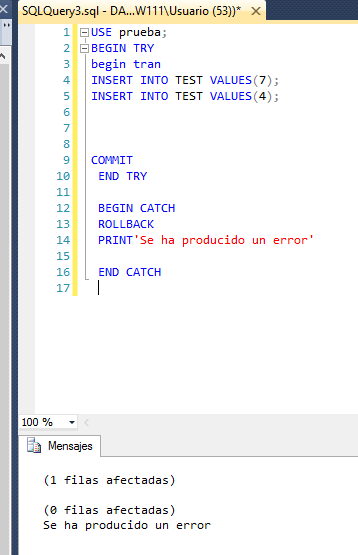 SQLQuery3.sql - DA...W111\Usuario (53))*
1 USE prueba;
2 BEGIN TRY
3 begin tran
4 INSERT INTO TEST VALUES(7);
5 INSERT INTO TEST VALUES(4);
6
7
8
9 COMMIT
10 END TRY
11
12 BEGIN CATCH
13 ROLLBACK
14 PRINT'Se ha producido un error'
15
16 END CATCH
17
100 %
Mensajes
(1 filas afectadas)
(0 filas afectadas)
Se ha producido un error